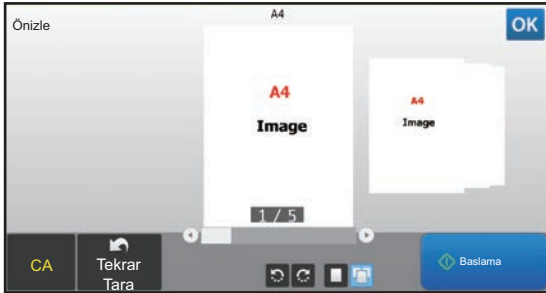 A4
Önizle
OK
A4
Image
A4
Image
1 / 5
CA
Tekrar
Tara
Baslama